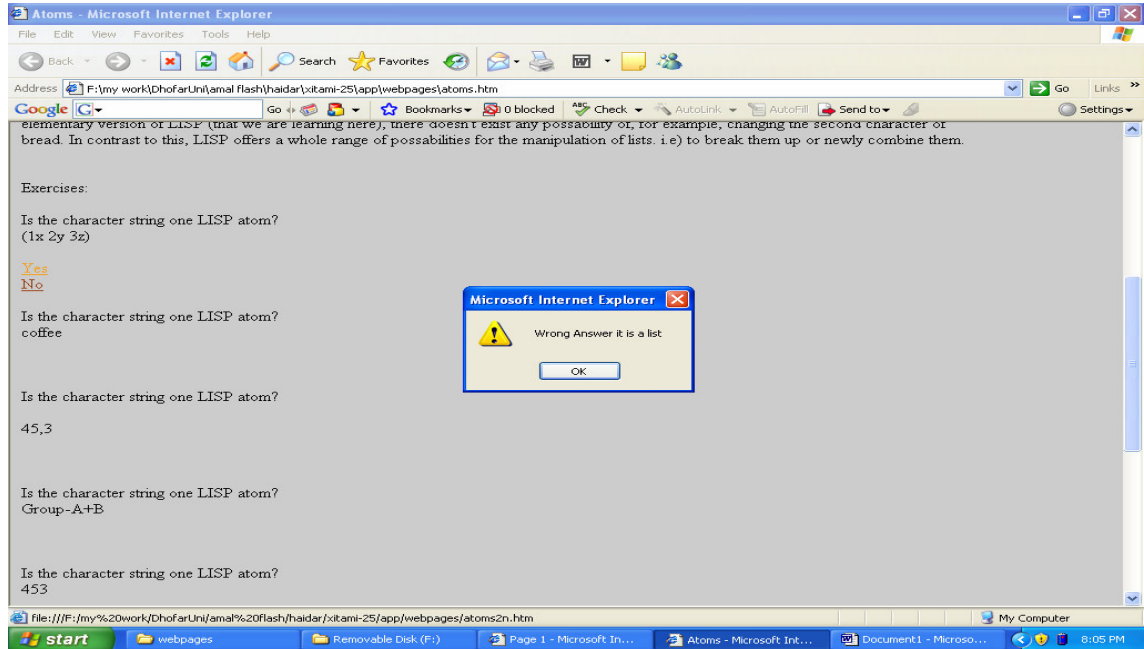 Atoms - Microsoft Internet Explorer
File Edit View Favorites Tools Help
Back Search Favorites
Address F:\my work\DhofarUni\amal flash\haidar\xitami-25\app\webpages\atoms.htm Go Links »
Google G Go Bookmarks 0 blocked ABC Check AutoLink AutoFill Send to Settings
elementary version of LISP (that we are learning here), there doesn't exist any possability of, for example, changing the second character of
bread. In contrast to this, LISP offers a whole range of possabilities for the manipulation of lists. i.e) to break them up or newly combine them.
Exercises:
Is the character string one LISP atom?
(1x 2y 3z)
Yes
No
Is the character string one LISP atom?
coffee
Microsoft Internet Explorer
Wrong Answer it is a list
OK
Is the character string one LISP atom?
45,3
Is the character string one LISP atom?
Group-A+B
Is the character string one LISP atom?
453
file:///F:/my%20work/DhofarUni/amal%20flash/haidar/xitami-25/app/webpages/atoms2n.htm My Computer
start webpages Removable Disk (F:) Page 1 - Microsoft In... Atoms - Microsoft Int... Document1 - Microso... 8:05 PM